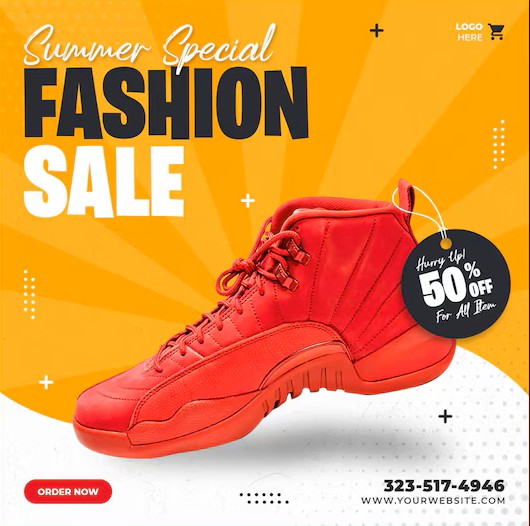 Summer Special
FASHION
SALE
LOGO
HERE
Hurry Up!
50%
OFF
For All Item
ORDER NOW
323-517-4946
WWW.YOURWEBSITE.COM